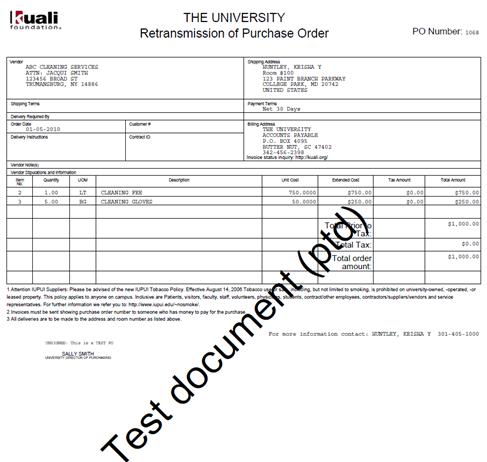 kuali
foundation
THE UNIVERSITY
Retransmission of Purchase Order
PO Number: 1068
Vendor
ABC CLEANING SERVICES
ATTN: JACQUI SMITH
123456 BROAD ST
TRUMANSBURG, NY 14886
Shipping Address
HUNTLEY, KEISHA Y
Room #100
123 PAINT BRANCH PARKWAY
COLLEGE PARK, MD 20742
UNITED STATES
Shipping Terms
Payment Terms
Net 30 Days
Delivery Required By
Order Date
01-05-2010
Customer #
Billing Address
THE UNIVERSITY
ACCOUNTS PAYABLE
P.O. BOX 4095
BUTTER NUT, SC 47402
342-456-2398
Invoice status inquiry: http://kuali.org/
Delivery Instructions
Contract ID:
Vendor Note(s)
Vendor Stipulations and Information
Item No. Quantity UOM Description Unit Cost Extended Cost Tax Amount Total Amount
2 1.00 LT CLEANING FEE 750.0000 $750.00 $0.00 $750.00
3 5.00 BG CLEANING GLOVES 50.0000 $250.00 $0.00 $250.00
Total Prior to Tax: $1,000.00
Total Tax: $0.00
Total order amount: $1,000.00
1 Attention IUPUI Suppliers: Please be advised of the new IUPUI Tobacco Policy. Effective August 14, 2006 Tobacco use or sale, including, but not limited to smoking, is prohibited on university-owned, -operated, -or
leased property. This policy applies to anyone on campus. Inclusive are Patients, visitors, faculty, staff, volunteers, physicians, students, contract/other employees, contractors/suppliers/vendors and service
representatives. For further information we refer you to: http://www.iupui.edu/~nosmoke/.
2 Invoices must be sent showing purchase order number to someone who has money to pay for the purchase.
3 All deliveries are to be made to the address and room number as listed above.
For more information contact: HUNTLEY, KEISHA Y 301-405-1000
UNSIGNED: This is a TEST PO
SALLY SMITH
UNIVERSITY DIRECTOR OF PURCHASING
Test document (ptd)